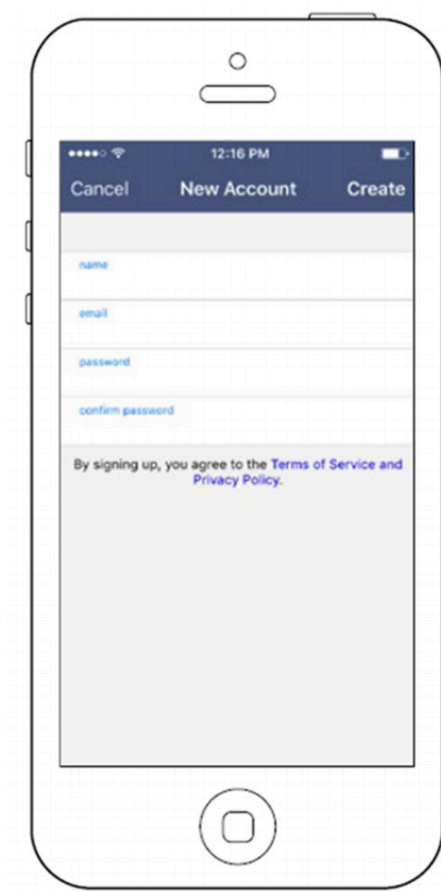 12:16 PM
Cancel New Account Create
name
email
password
confirm password
By signing up, you agree to the Terms of Service and
Privacy Policy.